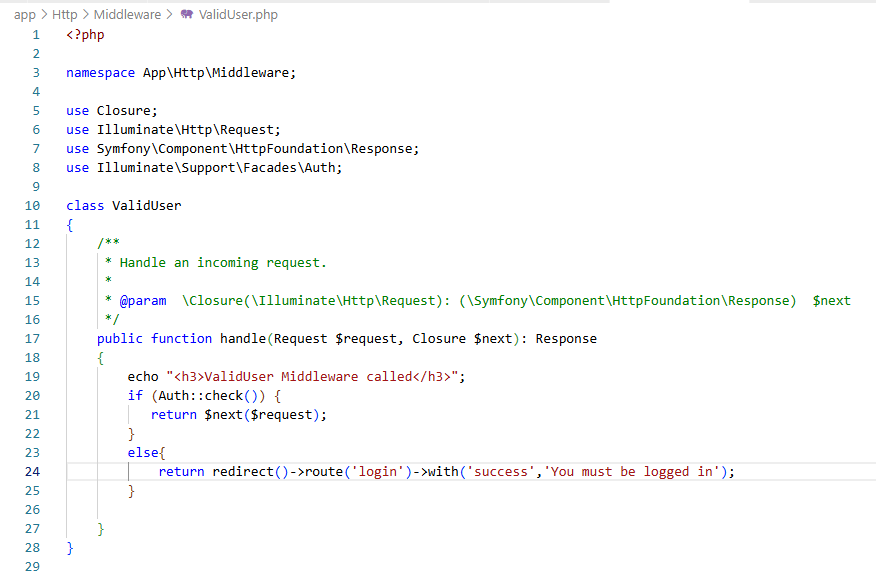 app > Http > Middleware > ValidUser.php
1 <?php
2
3 namespace App\Http\Middleware;
4
5 use Closure;
6 use Illuminate\Http\Request;
7 use Symfony\Component\HttpFoundation\Response;
8 use Illuminate\Support\Facades\Auth;
9
10 class ValidUser
11 {
12     /**
13      * Handle an incoming request.
14      *
15      * @param  \Closure(\Illuminate\Http\Request): (\Symfony\Component\HttpFoundation\Response)  $next
16      */
17     public function handle(Request $request, Closure $next): Response
18     {
19         echo "<h3>ValidUser Middleware called</h3>";
20         if (Auth::check()) {
21            return $next($request);
22         }
23         else{
24             return redirect()->route('login')->with('success','You must be logged in');
25         }
26
27     }
28 }
29